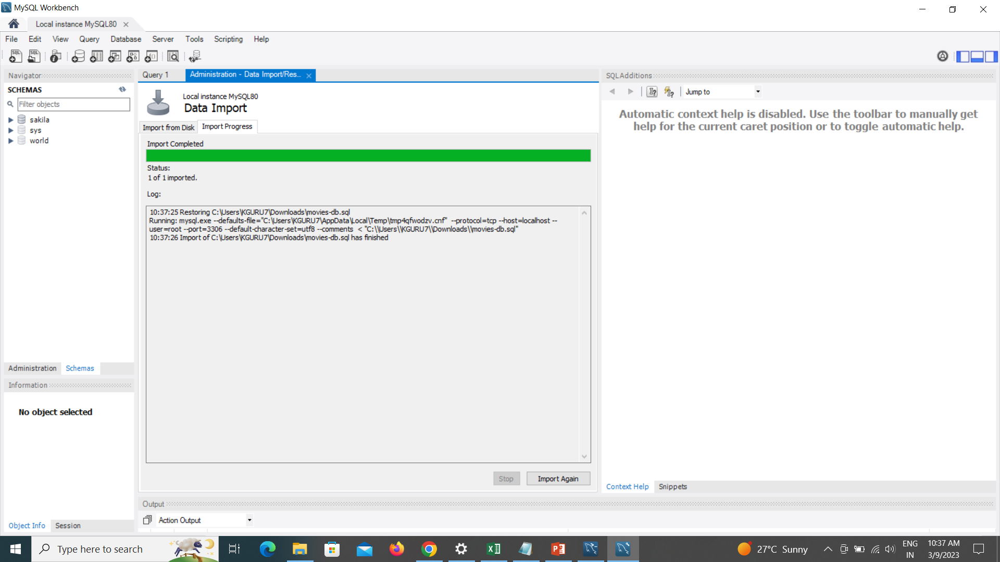 MySQL Workbench
Local instance MySQL80
File Edit View Query Database Server Tools Scripting Help
Navigator
SCHEMAS
Filter objects
sakila
sys
world
Administration Schemas
Information
No object selected
Object Info Session
Query 1 Administration - Data Import/Res...
Local instance MySQL80
Data Import
Import from Disk Import Progress
Import Completed
Status:
1 of 1 imported.
Log:
10:37:25 Restoring C:\Users\KGURU7\Downloads\movies-db.sql
Running: mysql.exe --defaults-file="C:\Users\KGURU7\AppData\Local\Temp\tmp4qfwodzv.cnf"  --protocol=tcp --host=localhost --
user=root --port=3306 --default-character-set=utf8 --comments  < "C:\\Users\\KGURU7\\Downloads\\movies-db.sql"
10:37:26 Import of C:\Users\KGURU7\Downloads\movies-db.sql has finished
Stop Import Again
Output
Action Output
SQLAdditions
Jump to
Automatic context help is disabled. Use the toolbar to manually get
help for the current caret position or to toggle automatic help.
Context Help Snippets
Type here to search
27°C Sunny
ENG
IN
10:37 AM
3/9/2023